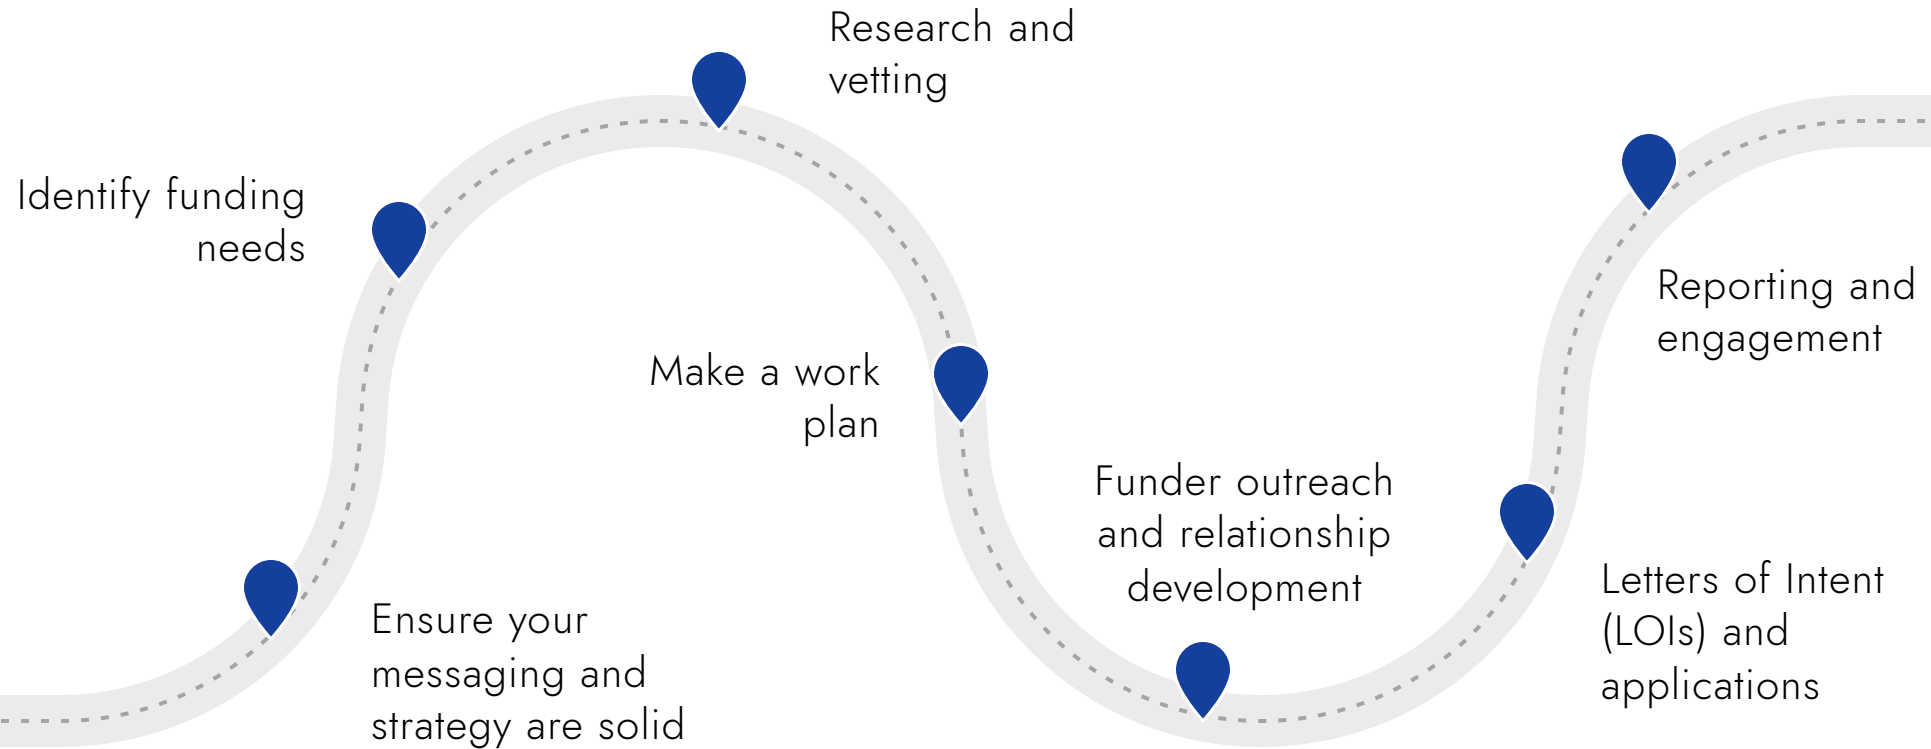 Ensure your
messaging and
strategy are solid
Identify funding
needs
Research and
vetting
Make a work
plan
Funder outreach
and relationship
development
Letters of Intent
(LOIs) and
applications
Reporting and
engagement